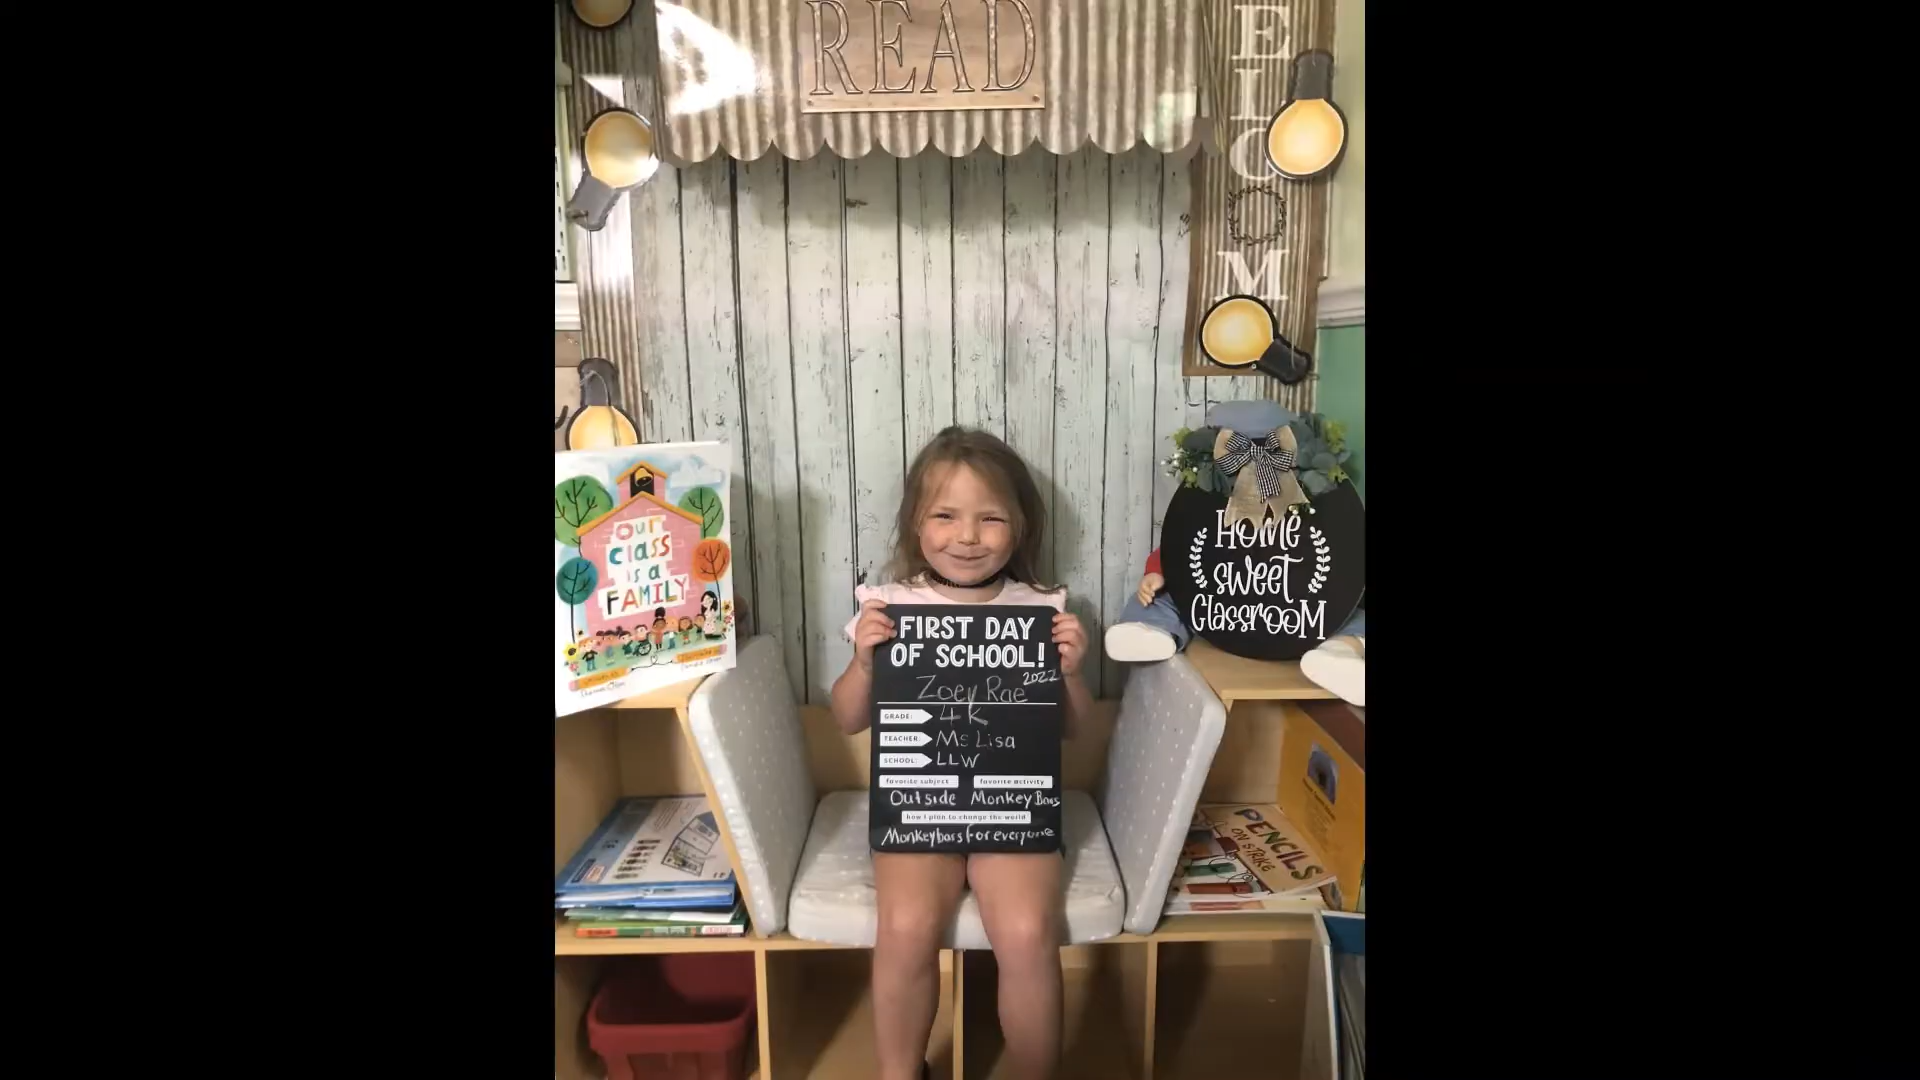 READ
ELCOM
Our
class
is a
FAMILY
HOME
sweet
ClassrooM
FIRST DAY
OF SCHOOL!
2022
Zoey Rae
GRADE: 4K
TEACHER: Ms Lisa
SCHOOL: LLW
favorite subject favorite activity
Outside Monkey Bars
how I plan to change the world
Monkeybars for everyone
PENCILS
ON STRIKE